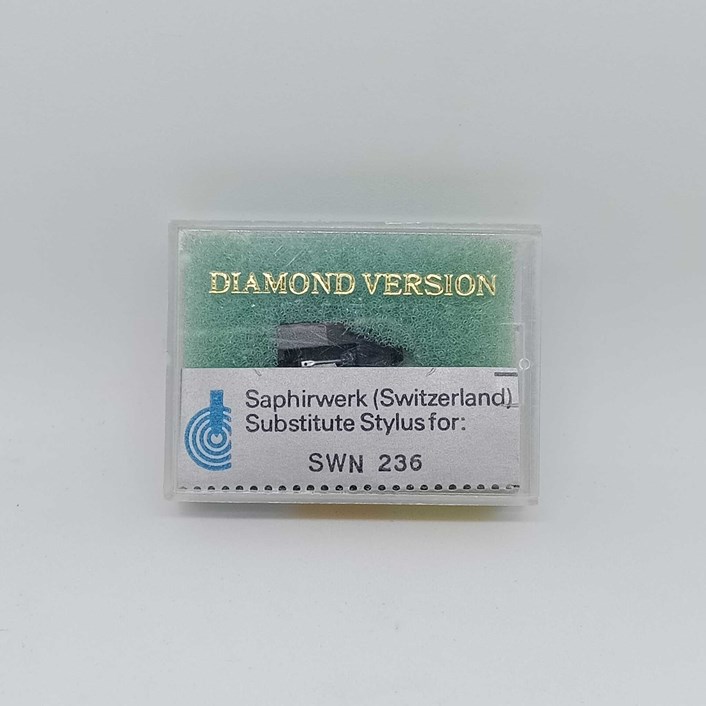 DIAMOND VERSION
Saphirwerk (Switzerland)
Substitute Stylus for:
SWN 236